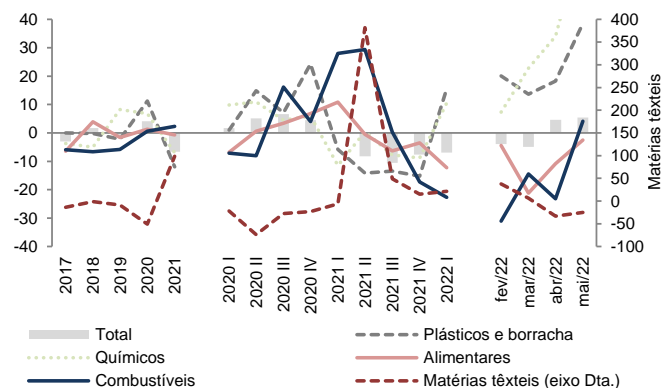 40
30
20
10
0
-10
-20
-30
-40
400
350
300
250
200
150
100
50
0
-50
-100
Matérias têxteis
2017
2018
2019
2020
2021
2020 I
2020 II
2020 III
2020 IV
2021 I
2021 II
2021 III
2021 IV
2022 I
fev/22
mar/22
abr/22
mai/22
Total
Plásticos e borracha
Químicos
Alimentares
Combustíveis
Matérias têxteis (eixo Dta.)